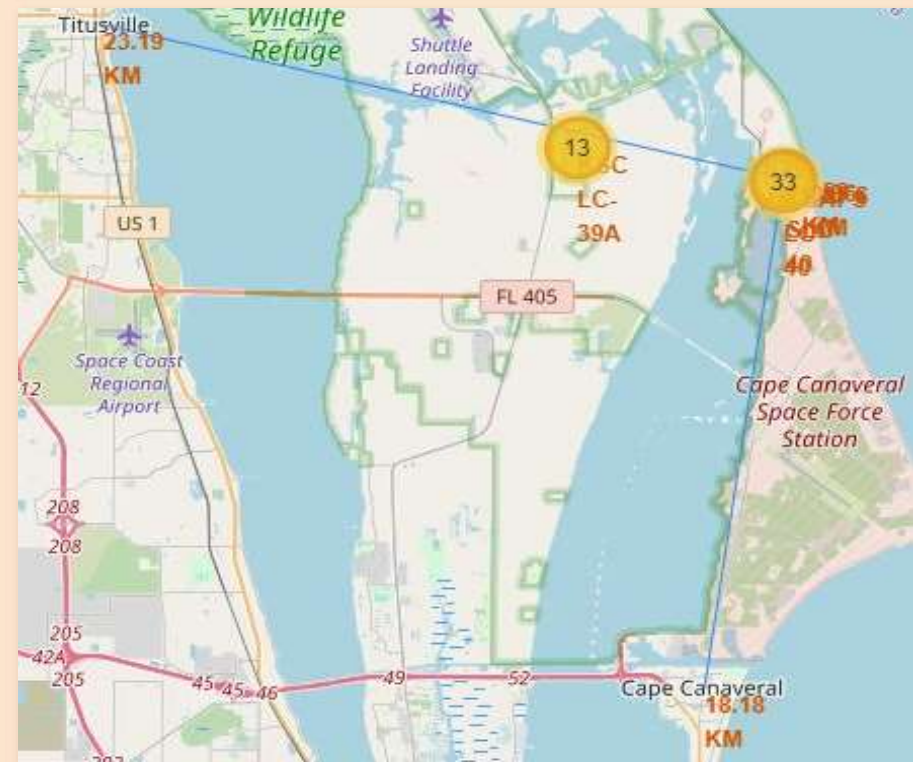 Titusville
23.19
KM
Wildlife
Refuge
Shuttle
Landing
Facility
13
LC-
39A
33
KM
40
US 1
FL 405
Space Coast
Regional
Airport
12
Cape Canaveral
Space Force
Station
208
208
205
42A
205
45
45
46
49
52
Cape Canaveral
18.18
KM